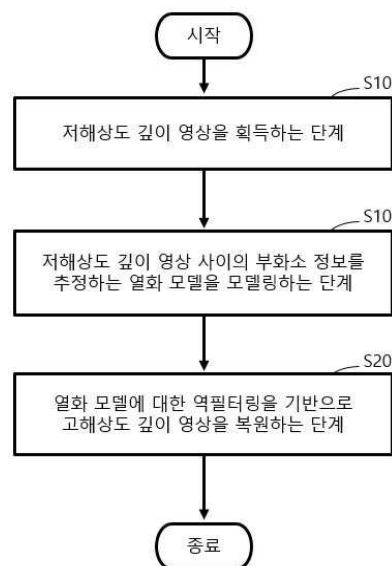 시작
S10
저해상도 깊이 영상을 획득하는 단계
S10
저해상도 깊이 영상 사이의 부화소 정보를
추정하는 열화 모델을 모델링하는 단계
S20
열화 모델에 대한 역필터링을 기반으로
고해상도 깊이 영상을 복원하는 단계
종료